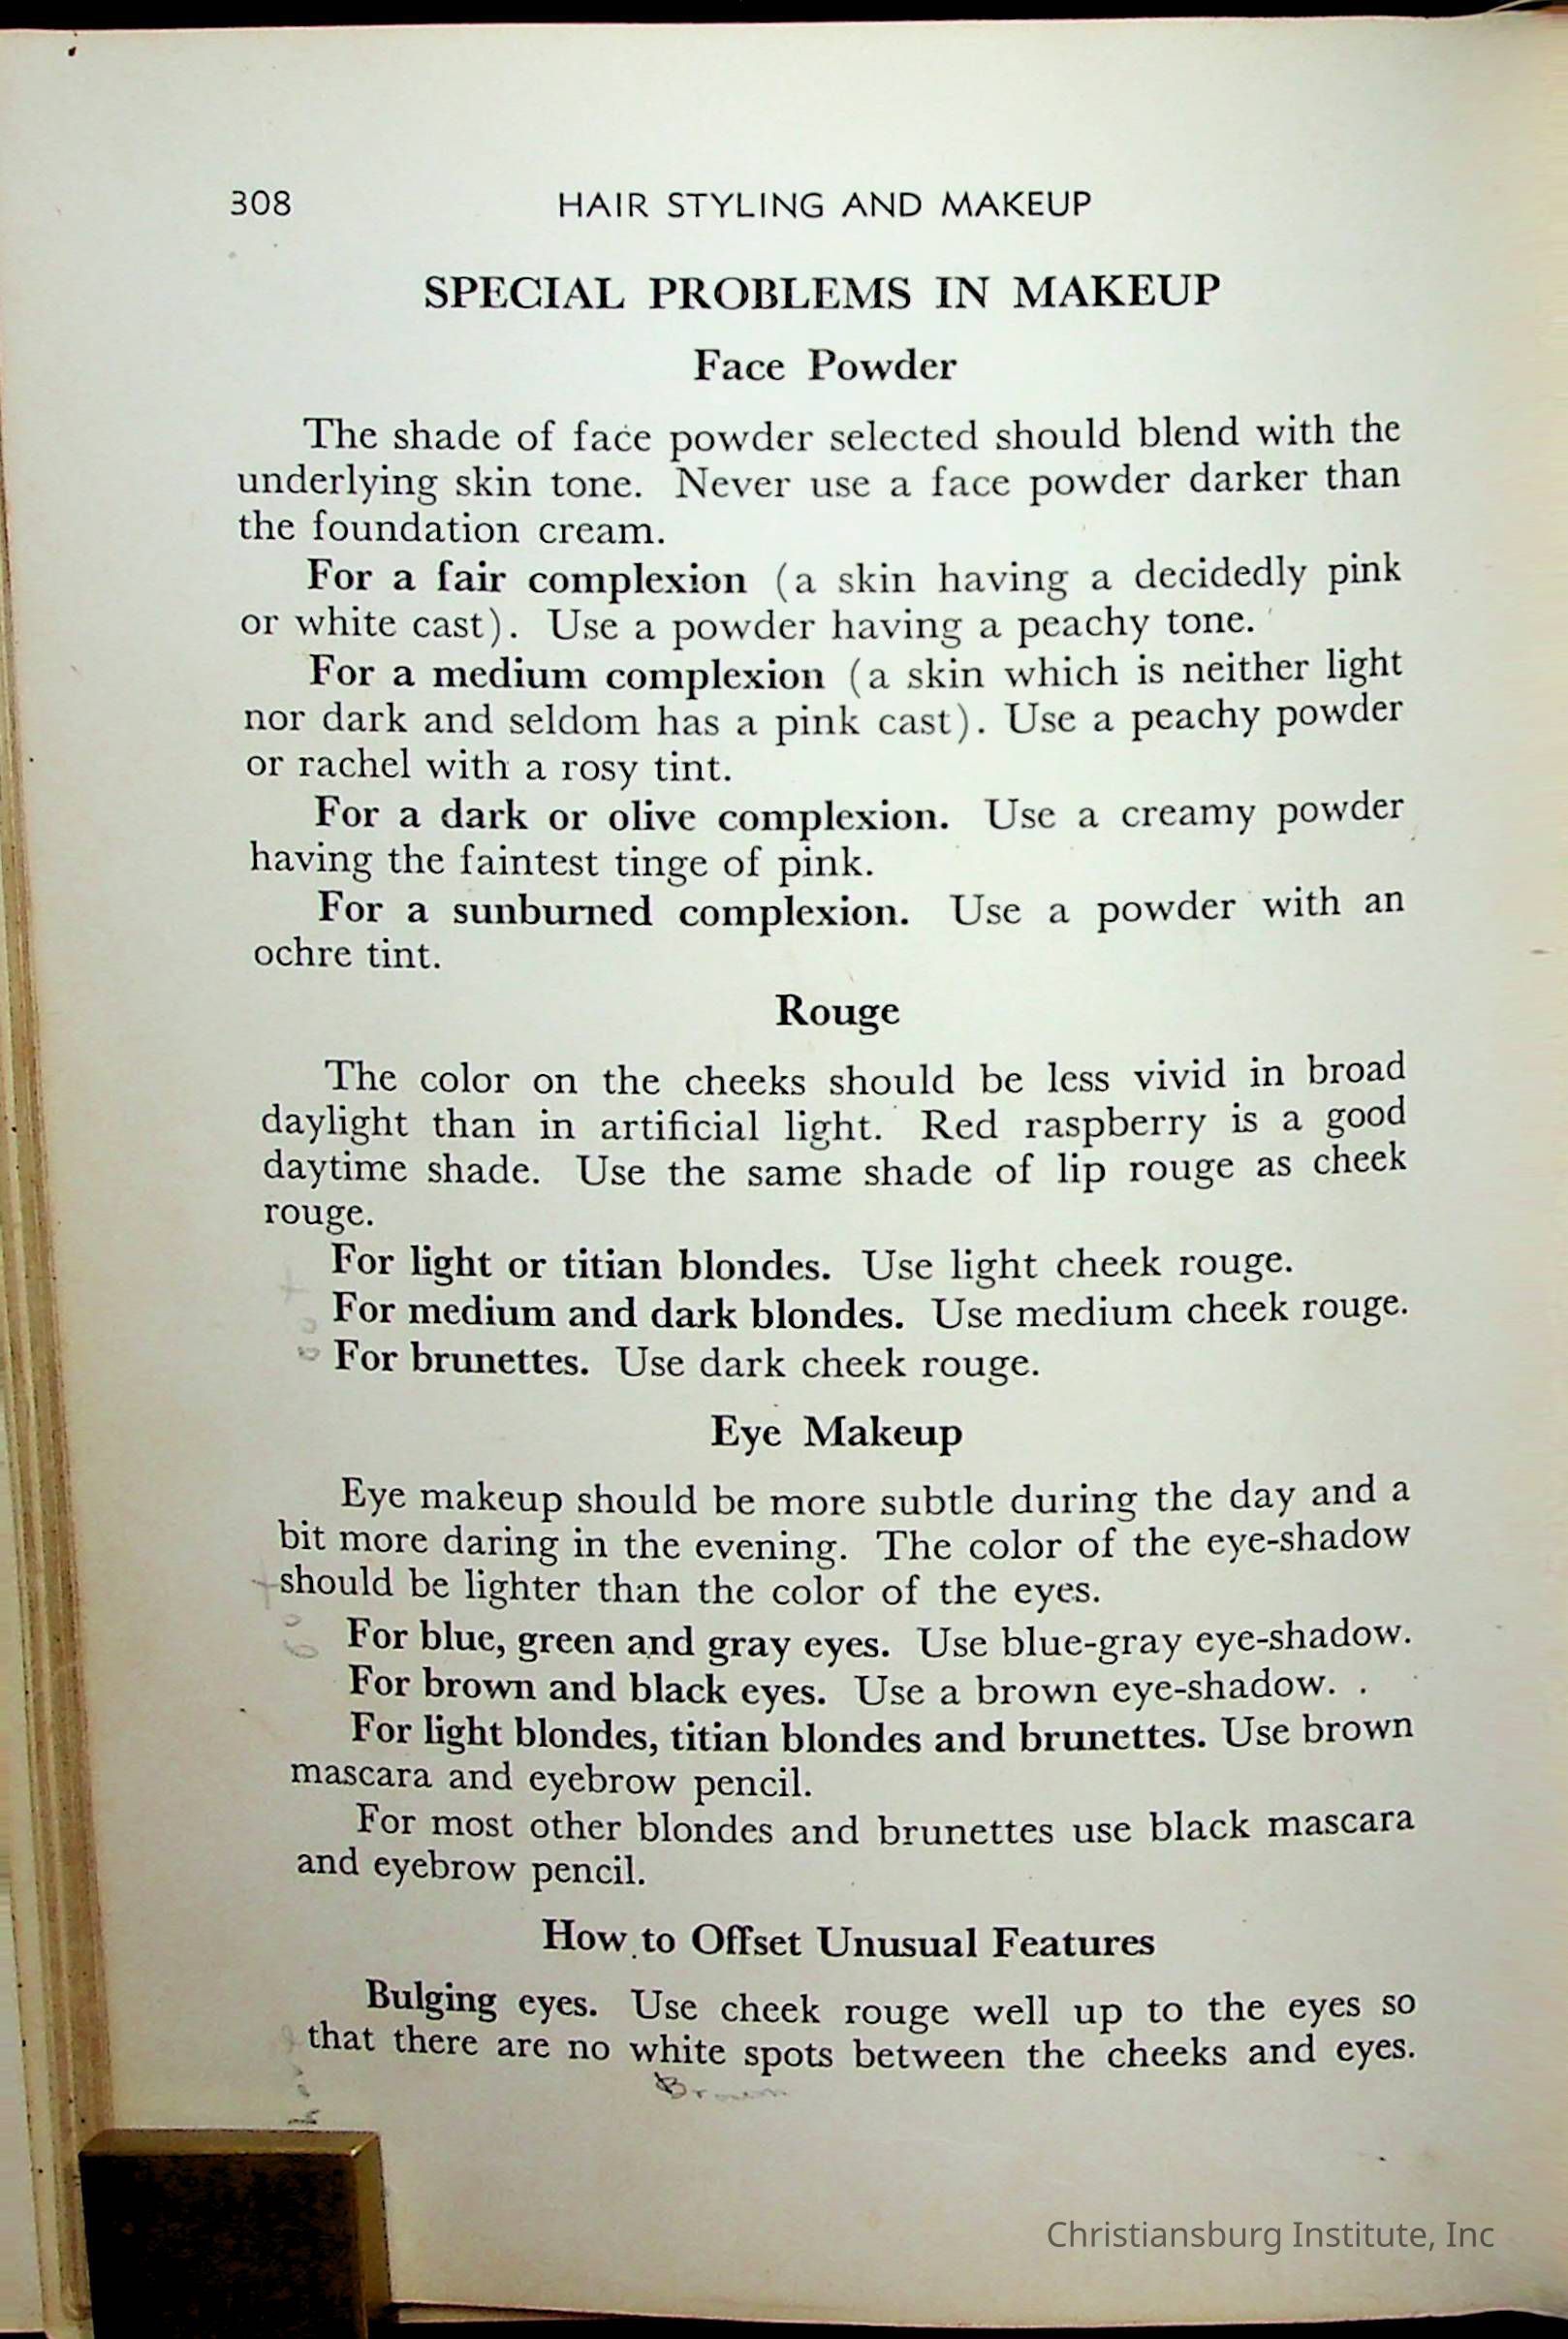 308 HAIR STYLING AND MAKEUP
SPECIAL PROBLEMS IN MAKEUP
Face Powder
The shade of face powder selected should blend with the
underlying skin tone. Never use a face powder darker than
the foundation cream.
For a fair complexion (a skin having a decidedly pink
or white cast). Use a powder having a peachy tone.
For a medium complexion (a skin which is neither light
nor dark and seldom has a pink cast). Use a peachy powder
or rachel with a rosy tint.
For a dark or olive complexion. Use a creamy powder
having the faintest tinge of pink.
For a sunburned complexion. Use a powder with an
ochre tint.
Rouge
The color on the cheeks should be less vivid in broad
daylight than in artificial light. Red raspberry is a good
daytime shade. Use the same shade of lip rouge as cheek
rouge.
For light or titian blondes. Use light cheek rouge.
For medium and dark blondes. Use medium cheek rouge.
For brunettes. Use dark cheek rouge.
Eye Makeup
Eye makeup should be more subtle during the day and a
bit more daring in the evening. The color of the eye-shadow
should be lighter than the color of the eyes.
For blue, green and gray eyes. Use blue-gray eye-shadow.
For brown and black eyes. Use a brown eye-shadow.
For light blondes, titian blondes and brunettes. Use brown
mascara and eyebrow pencil.
For most other blondes and brunettes use black mascara
and eyebrow pencil.
How to Offset Unusual Features
Bulging eyes. Use cheek rouge well up to the eyes so
that there are no white spots between the cheeks and eyes.
Christiansburg Institute, Inc